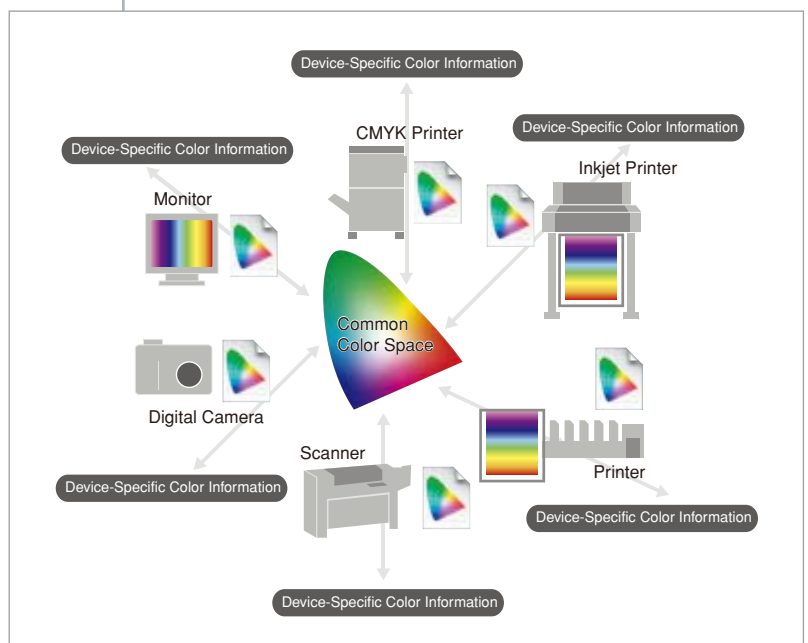 Device-Specific Color Information
CMYK Printer
Device-Specific Color Information
Inkjet Printer
Device-Specific Color Information
Monitor
Common
Color Space
Digital Camera
Scanner
Printer
Device-Specific Color Information
Device-Specific Color Information
Device-Specific Color Information